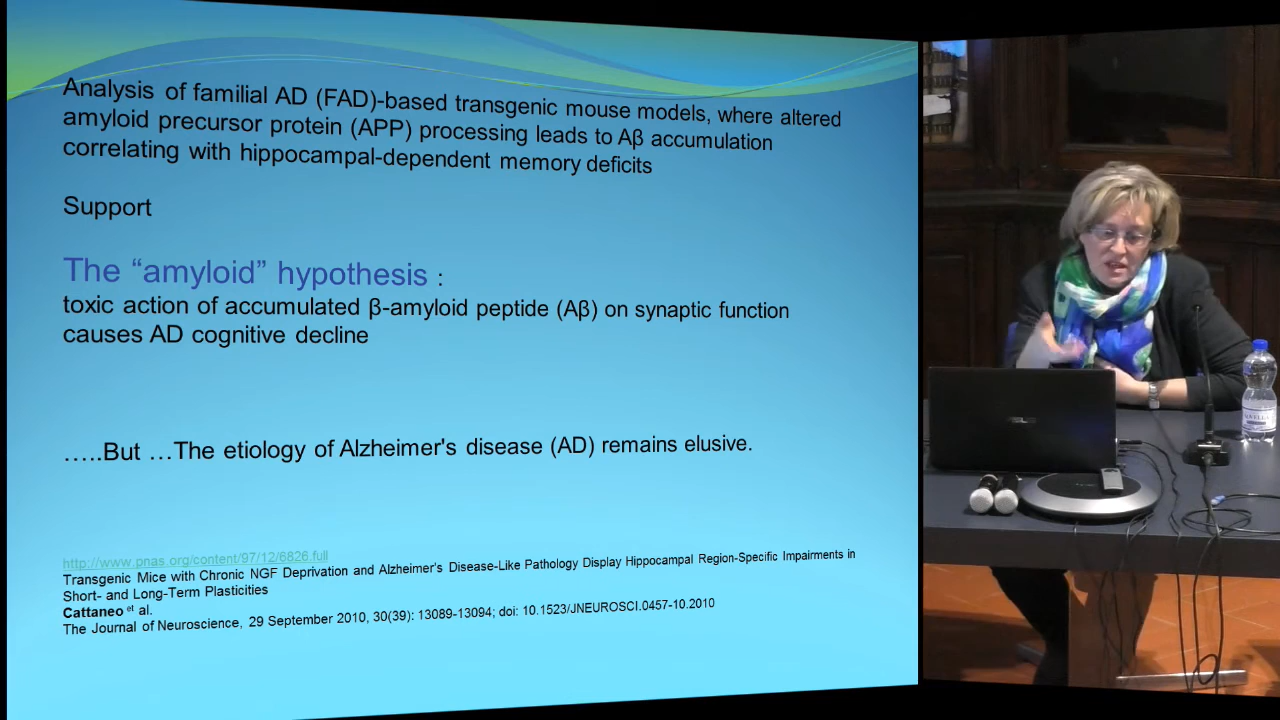 Analysis of familial AD (FAD)-based transgenic mouse models, where altered
amyloid precursor protein (APP) processing leads to Aβ accumulation
correlating with hippocampal-dependent memory deficits
Support
The “amyloid” hypothesis :
toxic action of accumulated β-amyloid peptide (Aβ) on synaptic function
causes AD cognitive decline
…..But …The etiology of Alzheimer's disease (AD) remains elusive.
http://www.pnas.org/content/97/12/6826.full
Transgenic Mice with Chronic NGF Deprivation and Alzheimer's Disease-Like Pathology Display Hippocampal Region-Specific Impairments in
Short- and Long-Term Plasticities
Cattaneo et al.
The Journal of Neuroscience, 29 September 2010, 30(39): 13089-13094; doi: 10.1523/JNEUROSCI.0457-10.2010
ASUS